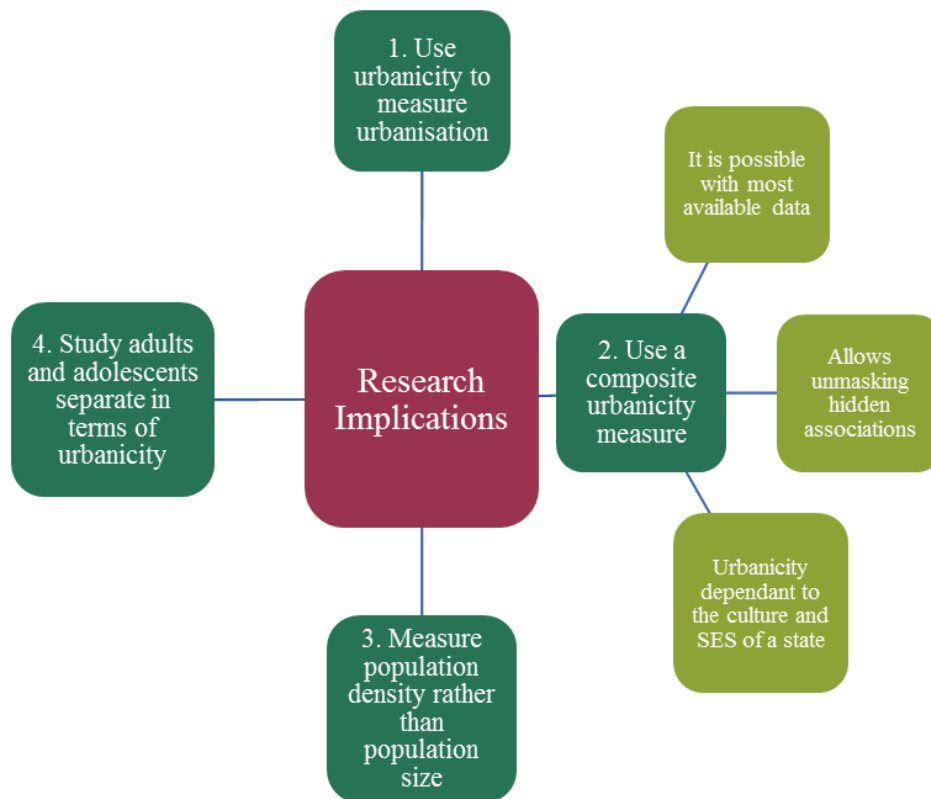 1. Use
urbanicity to
measure
urbanisation
It is possible
with most
available data
4. Study adults
and adolescents
separate in
terms of
urbanicity
Research
Implications
2. Use a
composite
urbanicity
measure
Allows
unmasking
hidden
associations
Urbanicity
dependant to
the culture and
SES of a state
3. Measure
population
density rather
than
population
size